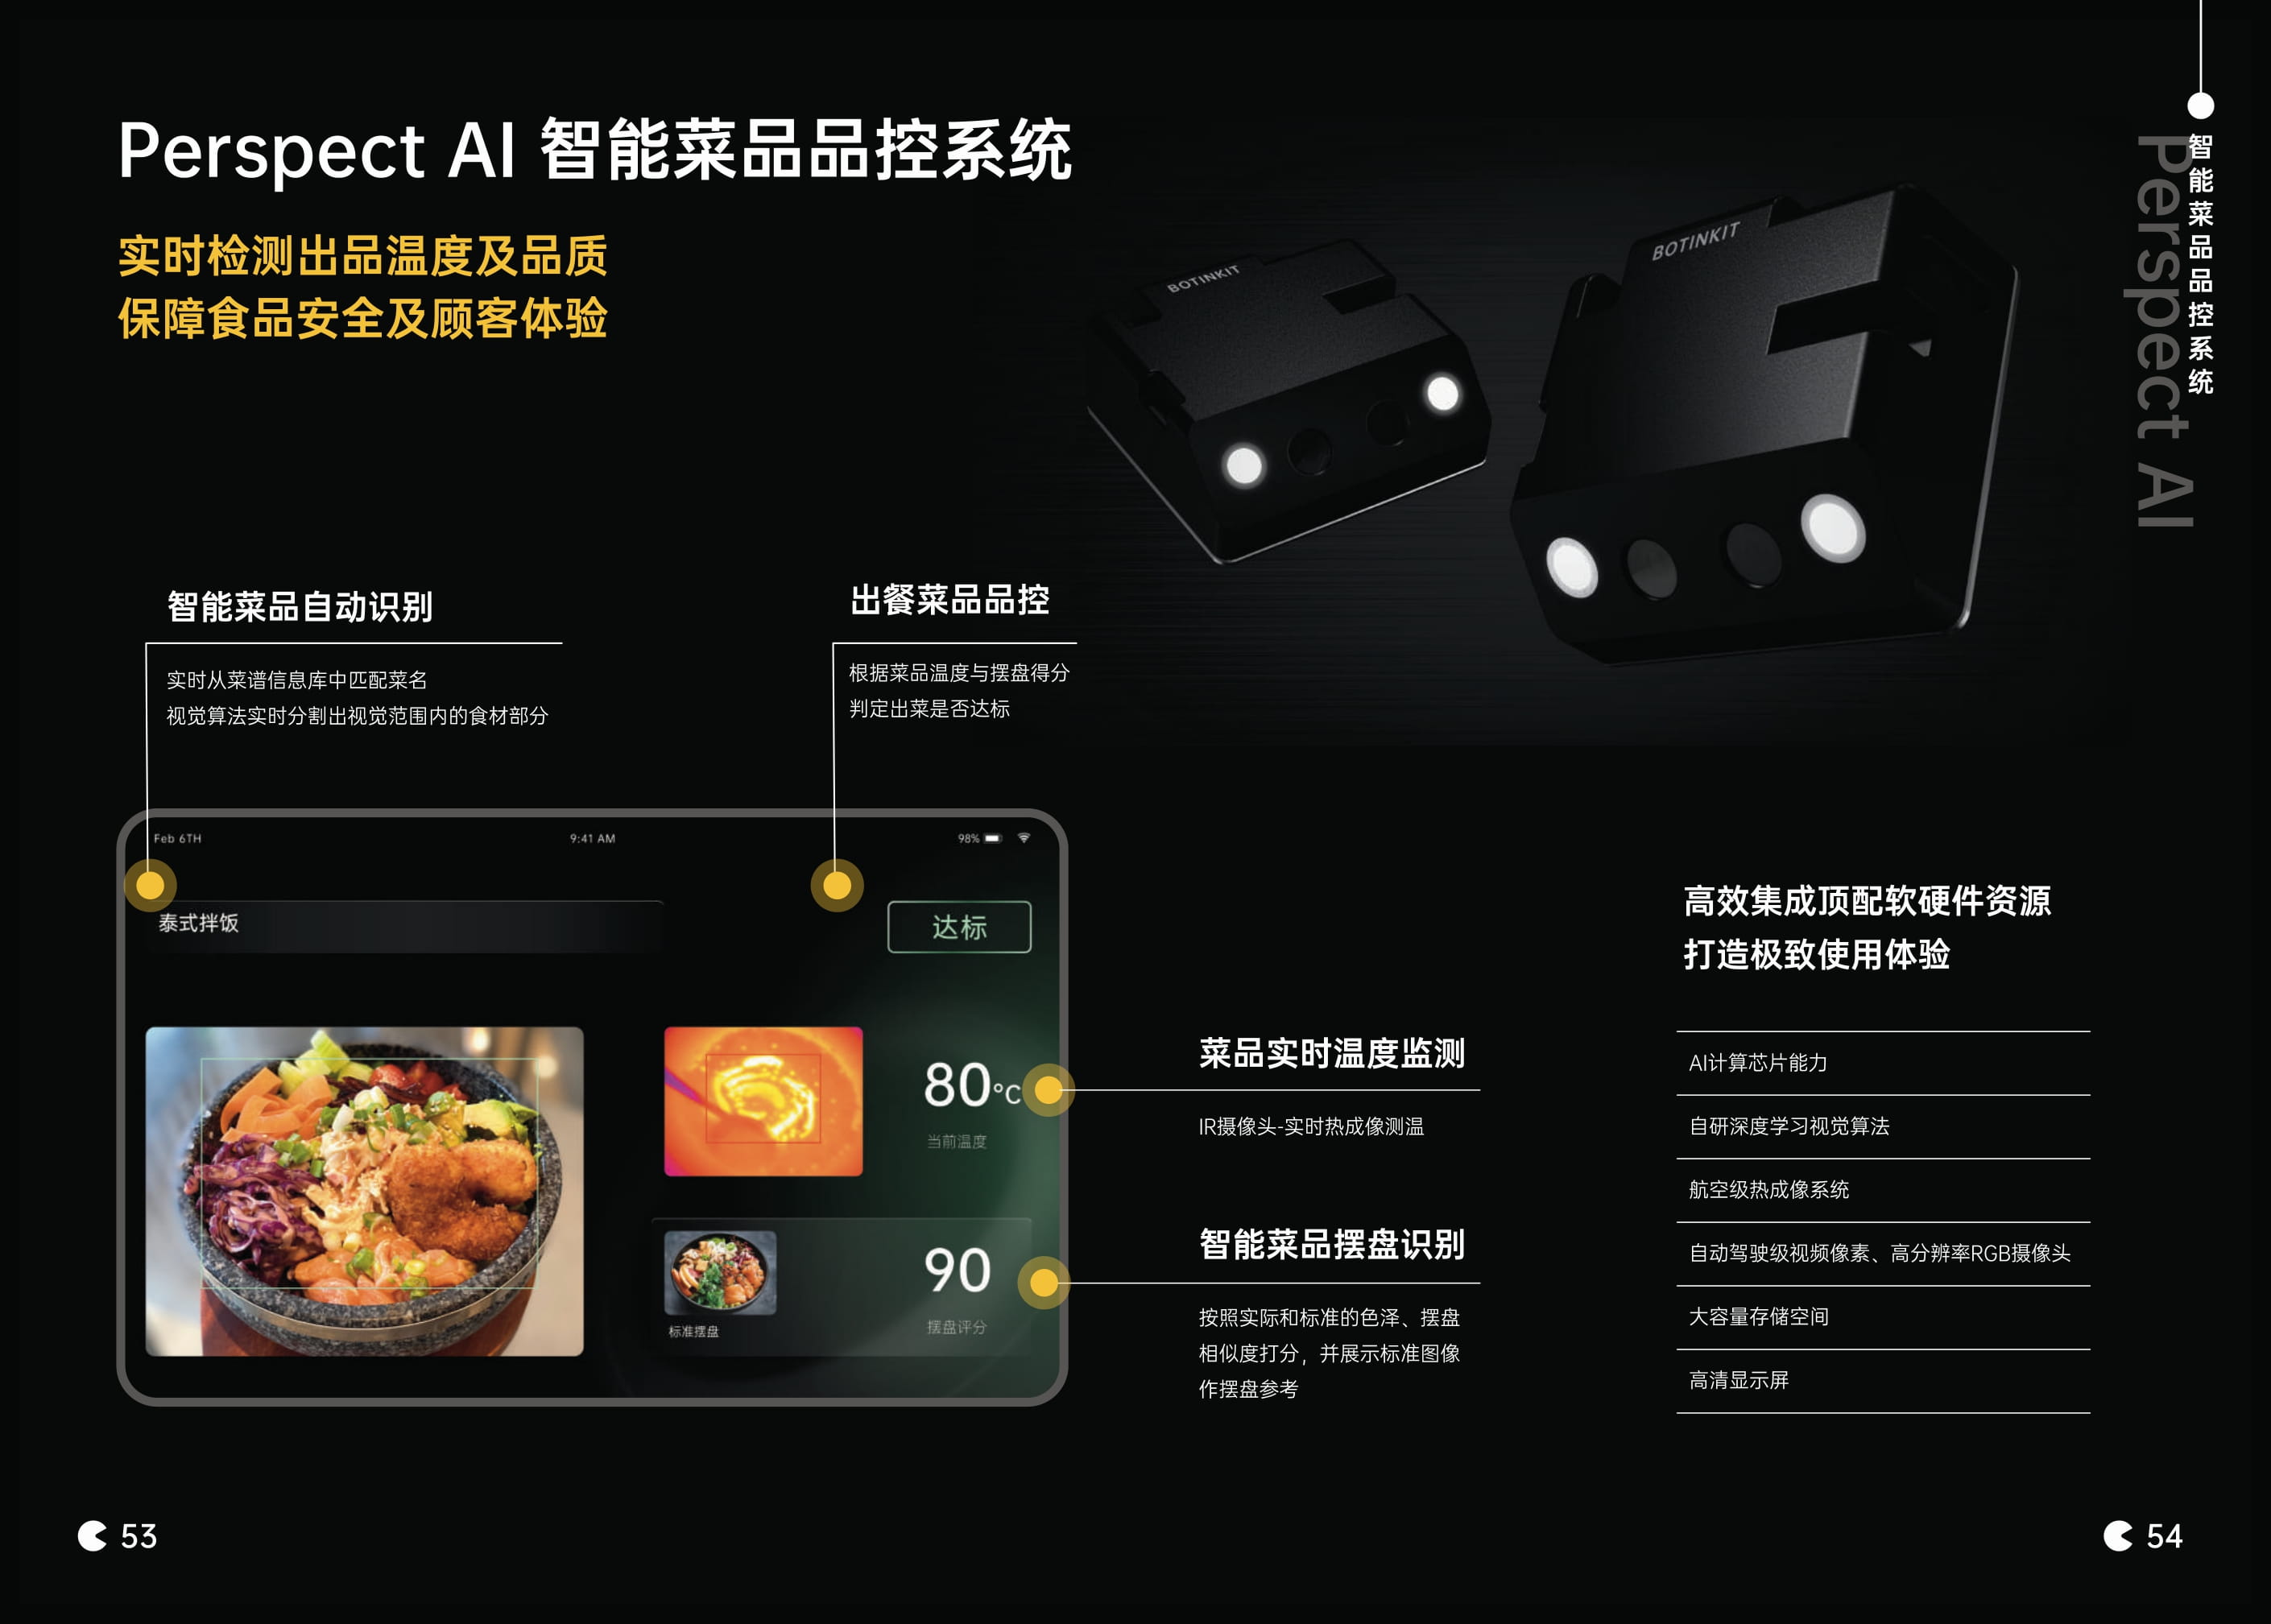 Perspect AI 智能菜品品控系统
实时检测出品温度及品质
保障食品安全及顾客体验
BOTINKIT
BOTINKIT
智能菜品品控系统
Perspect AI
智能菜品自动识别
实时从菜谱信息库中匹配菜名
视觉算法实时分割出视觉范围内的食材部分
出餐菜品品控
根据菜品温度与摆盘得分
判定出菜是否达标
Feb 6TH
9:41 AM
98%
泰式拌饭
达标
80°C
当前温度
90
摆盘评分
标准摆盘
菜品实时温度监测
IR摄像头-实时热成像测温
智能菜品摆盘识别
按照实际和标准的色泽、摆盘
相似度打分，并展示标准图像
作摆盘参考
高效集成顶配软硬件资源
打造极致使用体验
AI计算芯片能力
自研深度学习视觉算法
航空级热成像系统
自动驾驶级视频像素、高分辨率RGB摄像头
大容量存储空间
高清显示屏
53
54